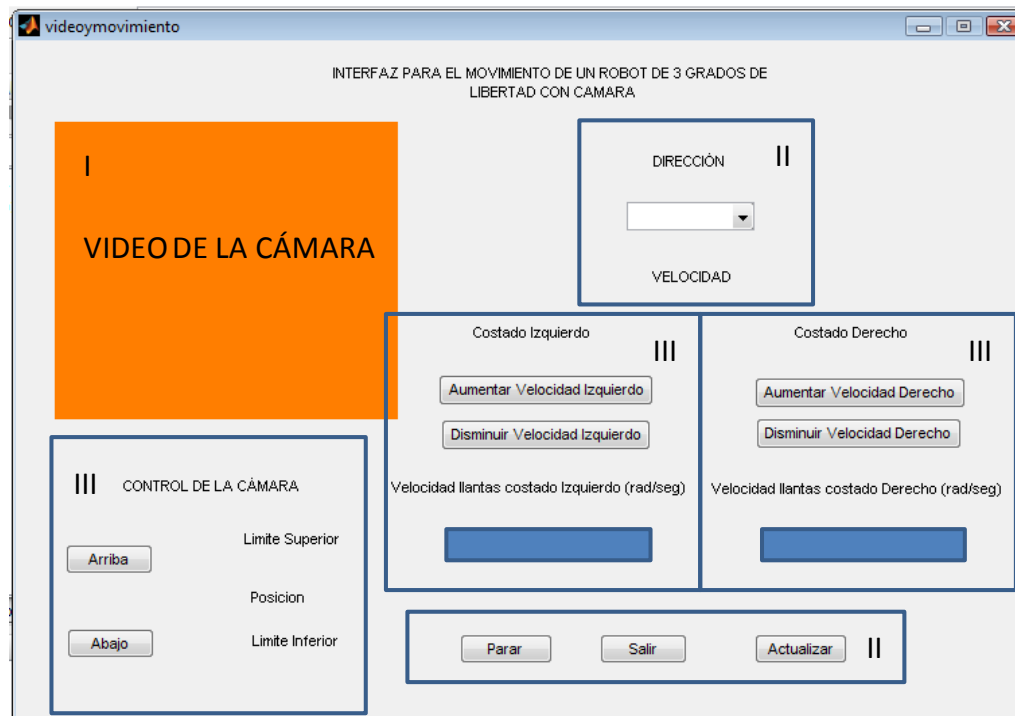 videoymovimiento
INTERFAZ PARA EL MOVIMIENTO DE UN ROBOT DE 3 GRADOS DE
LIBERTAD CON CAMARA
I
VIDEO DE LA CÁMARA
DIRECCIÓN
II
VELOCIDAD
Costado Izquierdo
III
Aumentar Velocidad Izquierdo
Disminuir Velocidad Izquierdo
Velocidad llantas costado Izquierdo (rad/seg)
Costado Derecho
III
Aumentar Velocidad Derecho
Disminuir Velocidad Derecho
Velocidad llantas costado Derecho (rad/seg)
III
CONTROL DE LA CÁMARA
Limite Superior
Arriba
Posicion
Abajo
Limite Inferior
Parar
Salir
Actualizar
II